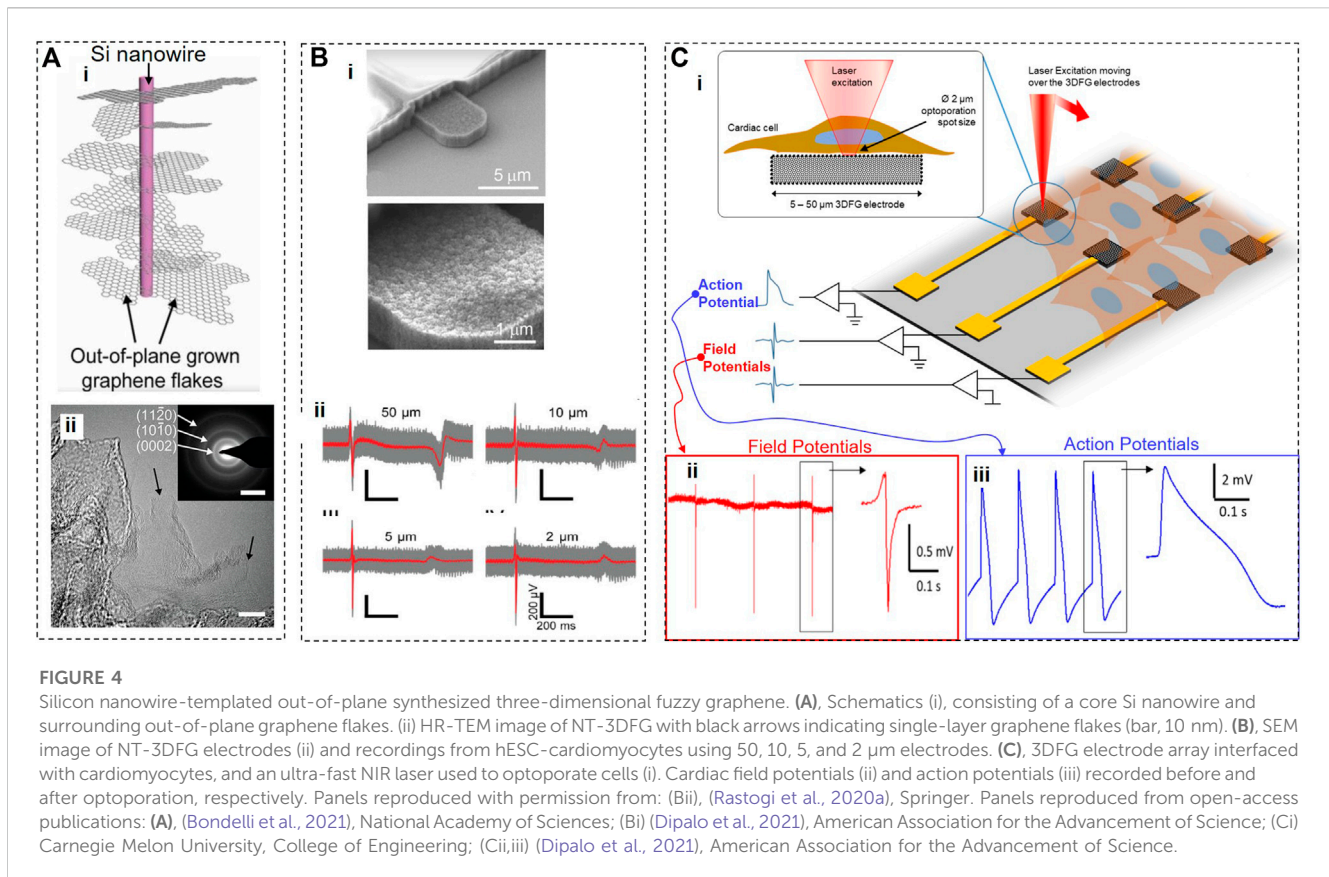 A
Si nanowire
i
Out-of-plane grown
graphene flakes
ii
(112̄0)
(101̄0)
(0002)
B
i
5 μm
1 μm
ii
50 μm
10 μm
5 μm
2 μm
200 μV
200 ms
C
i
Laser
excitation
Ø 2 μm
optoporation
spot size
Cardiac cell
5 – 50 μm 3DFG electrode
Laser Excitation moving
over the 3DFG electrodes
Action
Potential
Field
Potentials
Field Potentials
ii
0.5 mV
0.1 s
Action Potentials
iii
2 mV
0.1 s
FIGURE 4
Silicon nanowire-templated out-of-plane synthesized three-dimensional fuzzy graphene. (A), Schematics (i), consisting of a core Si nanowire and
surrounding out-of-plane graphene flakes. (ii) HR-TEM image of NT-3DFG with black arrows indicating single-layer graphene flakes (bar, 10 nm). (B), SEM
image of NT-3DFG electrodes (ii) and recordings from hESC-cardiomyocytes using 50, 10, 5, and 2 μm electrodes. (C), 3DFG electrode array interfaced
with cardiomyocytes, and an ultra-fast NIR laser used to optoporate cells (i). Cardiac field potentials (ii) and action potentials (iii) recorded before and
after optoporation, respectively. Panels reproduced with permission from: (Bii), (Rastogi et al., 2020a), Springer. Panels reproduced from open-access
publications: (A), (Bondelli et al., 2021), National Academy of Sciences; (Bi) (Dipalo et al., 2021), American Association for the Advancement of Science; (Ci)
Carnegie Melon University, College of Engineering; (Cii,iii) (Dipalo et al., 2021), American Association for the Advancement of Science.